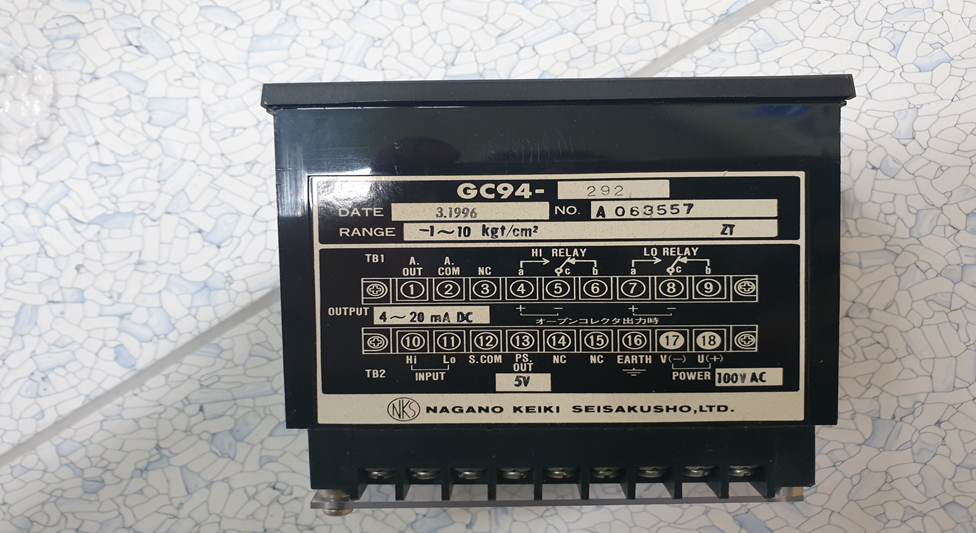 GC94- 292
DATE 3.1996 NO. A 063557
RANGE -1~10 kgf/cm² ZT
HI RELAY LO RELAY
TB1 A. OUT A. COM NC a c b a c b
① ② ③ ④ ⑤ ⑥ ⑦ ⑧ ⑨
+ - + -
OUTPUT 4~20 mA DC オープンコレクタ出力時
⑩ ⑪ ⑫ ⑬ ⑭ ⑮ ⑯ ⑰ ⑱
Hi Lo S.COM PS. OUT NC NC EARTH V(-) U(+)
TB2 INPUT 5V POWER 100V AC
NKS NAGANO KEIKI SEISAKUSHO,LTD.